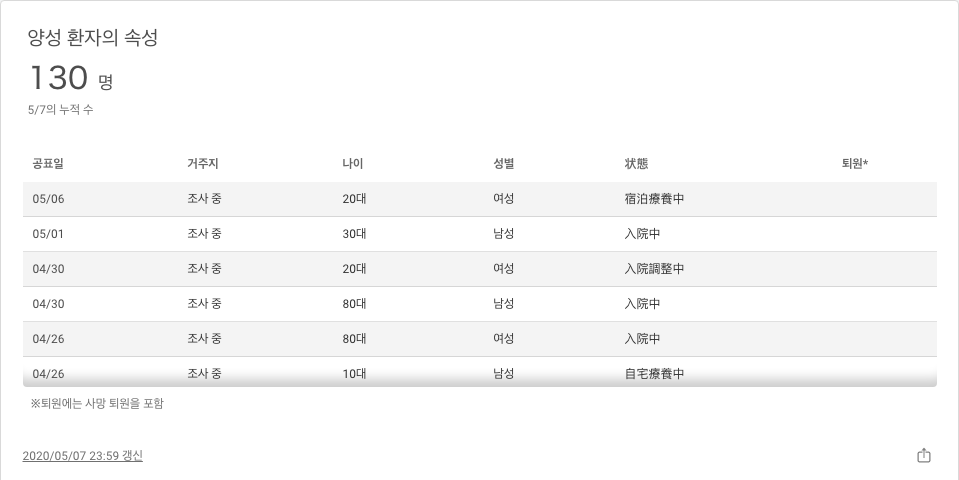 양성 환자의 속성
130 명
5/7의 누적 수
공표일 거주지 나이 성별 状態 퇴원*
05/06 조사 중 20대 여성 宿泊療養中
05/01 조사 중 30대 남성 入院中
04/30 조사 중 20대 여성 入院調整中
04/30 조사 중 80대 남성 入院中
04/26 조사 중 80대 여성 入院中
04/26 조사 중 10대 남성 自宅療養中
※퇴원에는 사망 퇴원을 포함
2020/05/07 23:59 갱신